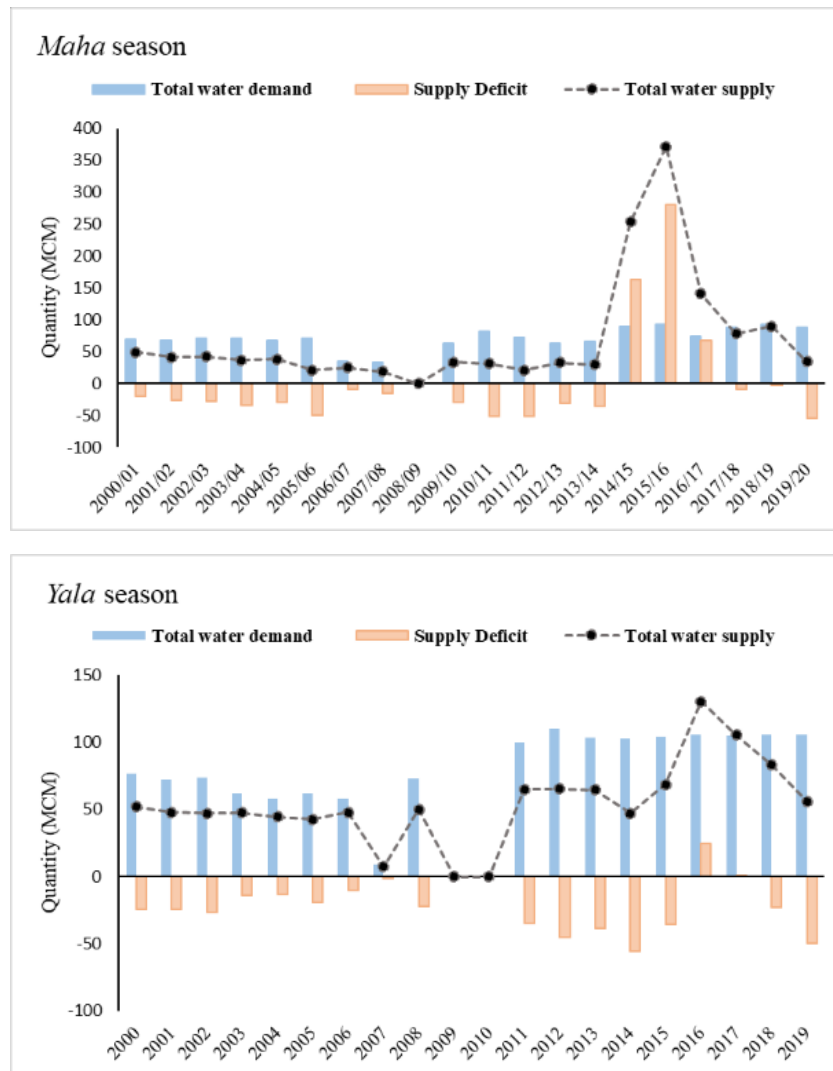 Maha season
Total water demand Supply Deficit Total water supply
Quantity (MCM)
400
350
300
250
200
150
100
50
0
-50
-100
2000/01 2001/02 2002/03 2003/04 2004/05 2005/06 2006/07 2007/08 2008/09 2009/10 2010/11 2011/12 2012/13 2013/14 2014/15 2015/16 2016/17 2017/18 2018/19 2019/20
Yala season
Total water demand Supply Deficit Total water supply
Quantity (MCM)
150
100
50
0
-50
-100
2000 2001 2002 2003 2004 2005 2006 2007 2008 2009 2010 2011 2012 2013 2014 2015 2016 2017 2018 2019